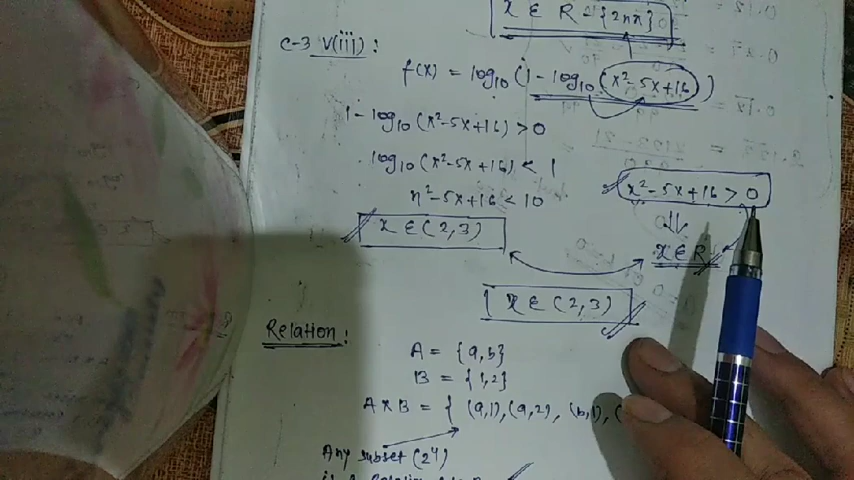 x ∈ R - {2nπ}
C-3 V(iii) :
f(x) = log₁₀ (1 - log₁₀ (x² - 5x + 16))
1 - log₁₀ (x² - 5x + 16) > 0
log₁₀ (x² - 5x + 16) < 1
x² - 5x + 16 < 10
x² - 5x + 16 > 0
x ∈ (2, 3)
⇓
x ∈ R
x ∈ (2, 3)
Relation :
A = {a, b}
B = {1, 2}
A × B = { (a,1), (a,2), (b,1), (
Any subset (2⁴)